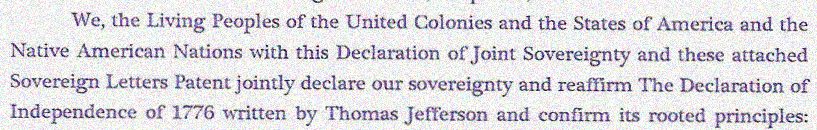 We, the Living Peoples of the United Colonies and the States of America and the
Native American Nations with this Declaration of Joint Sovereignty and these attached
Sovereign Letters Patent jointly declare our sovereignty and reaffirm The Declaration of
Independence of 1776 written by Thomas Jefferson and confirm its rooted principles: